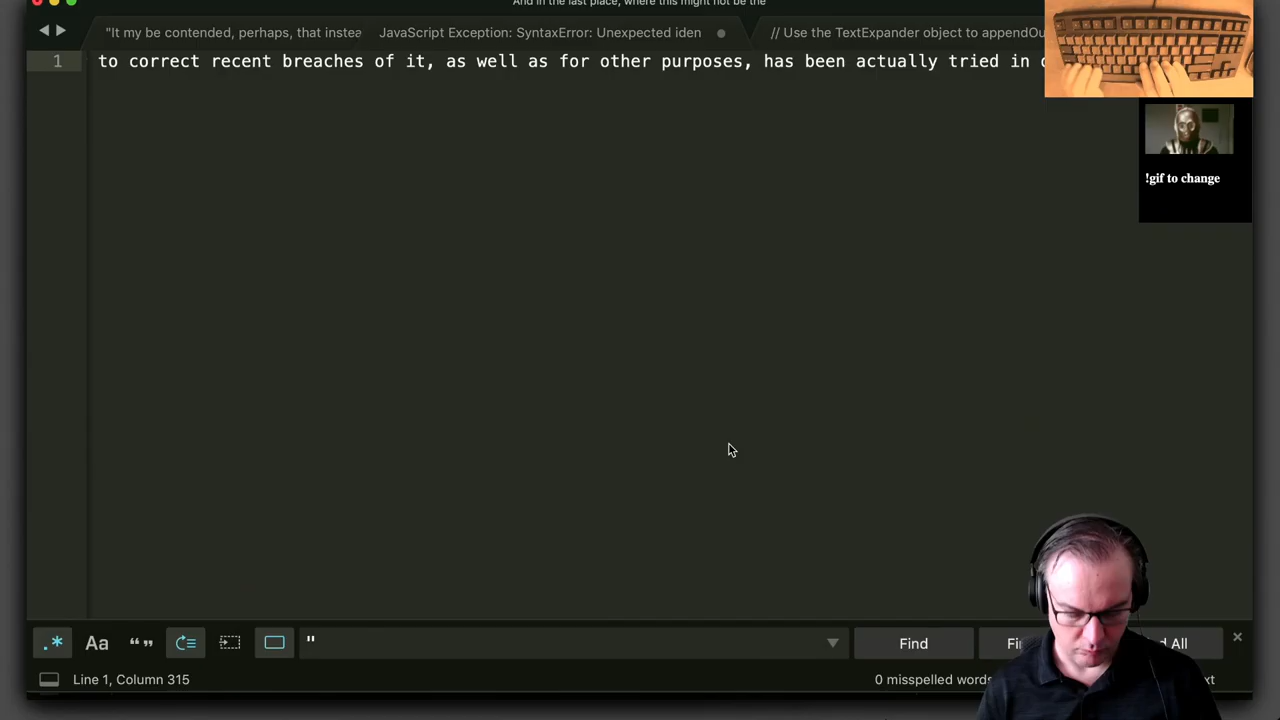 And in the last place, where this might not be the
"It my be contended, perhaps, that instea
JavaScript Exception: SyntaxError: Unexpected iden
// Use the TextExpander object to appendOu
1 to correct recent breaches of it, as well as for other purposes, has been actually tried in
!gif to change
.* Aa “” "
Find
Line 1, Column 315
0 misspelled words